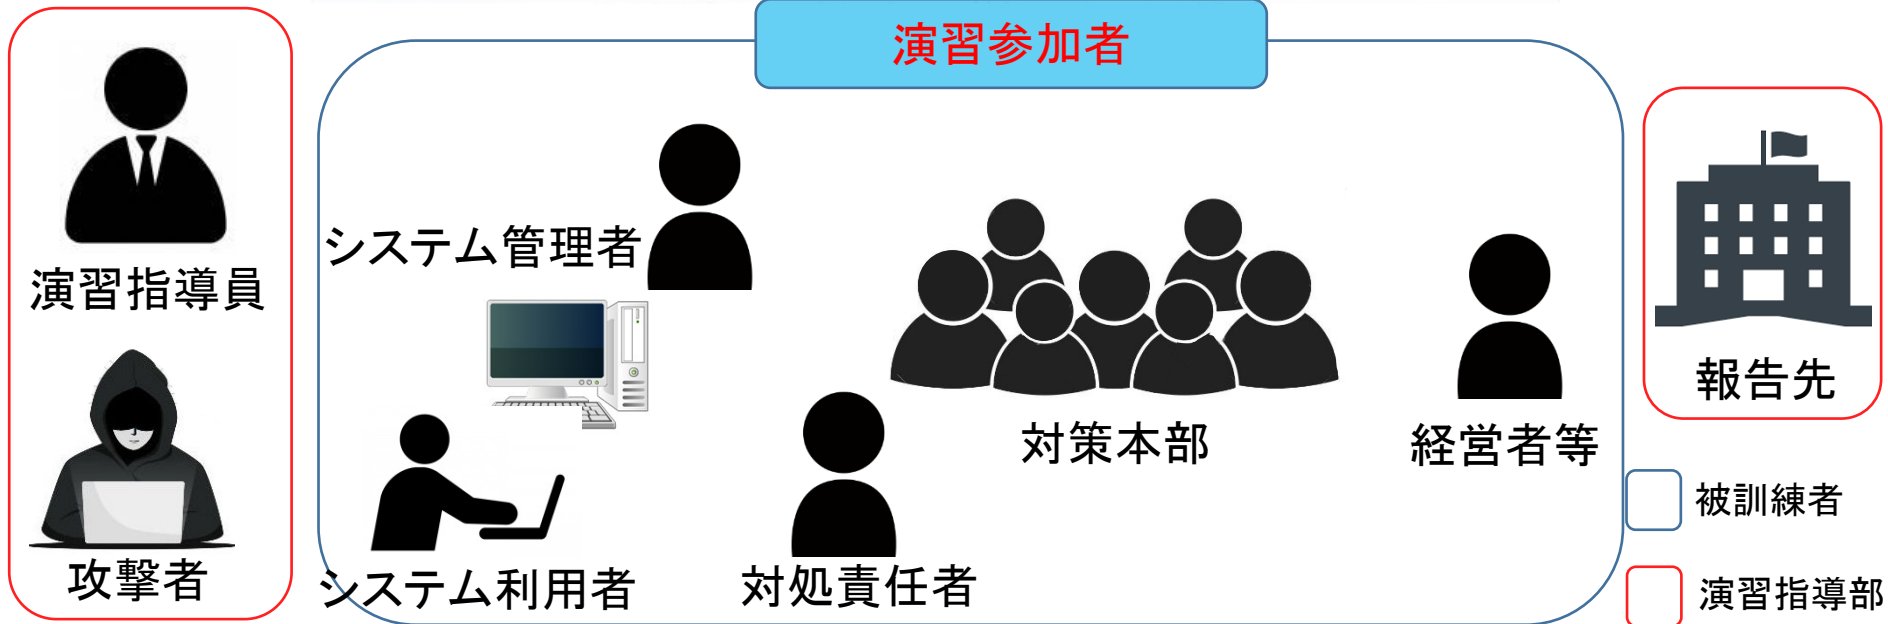 演習参加者
演習指導員
攻撃者
システム管理者
システム利用者
対処責任者
対策本部
経営者等
報告先
被訓練者
演習指導部